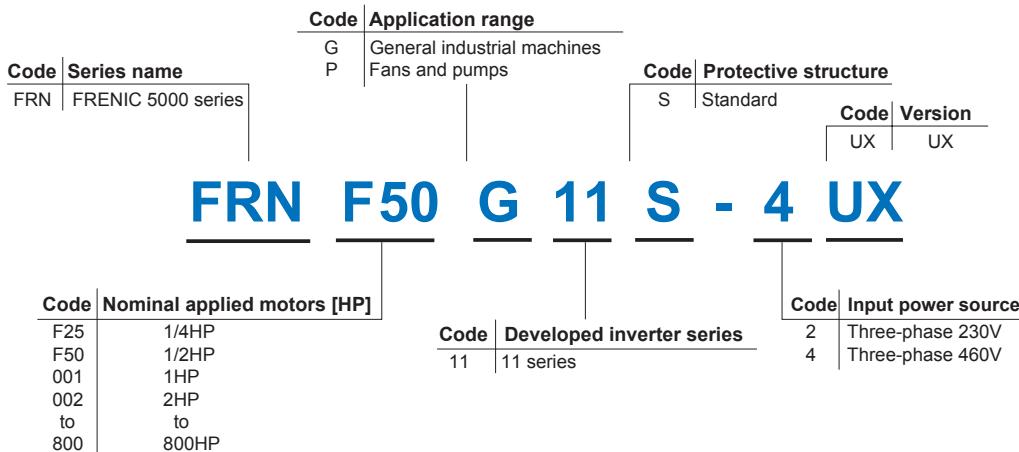 Code Application range
G General industrial machines
P Fans and pumps
Code Series name
FRN FRENIC 5000 series
Code Protective structure
S Standard
Code Version
UX UX
FRN F50 G 11 S - 4 UX
Code Nominal applied motors [HP]
F25 1/4HP
F50 1/2HP
001 1HP
002 2HP
to to
800 800HP
Code Developed inverter series
11 11 series
Code Input power source
2 Three-phase 230V
4 Three-phase 460V